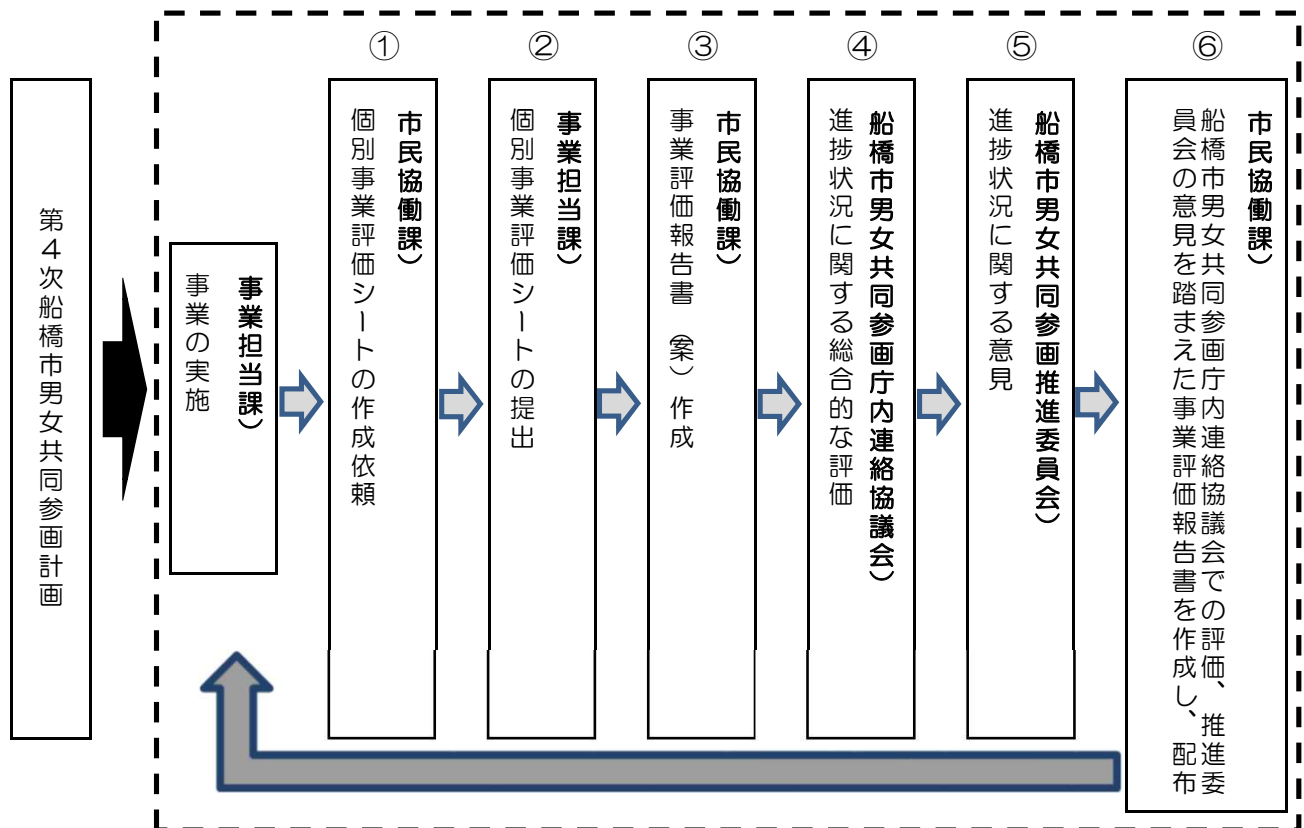 第４次船橋市男女共同参画計画
事業担当課）
事業の実施
①
市民協働課）
個別事業評価シートの作成依頼
②
事業担当課）
個別事業評価シートの提出
③
市民協働課）
事業評価報告書（案）作成
④
船橋市男女共同参画庁内連絡協議会）
進捗状況に関する総合的な評価
⑤
船橋市男女共同参画推進委員会）
進捗状況に関する意見
⑥
市民協働課）
船橋市男女共同参画庁内連絡協議会での評価、推進委
員会の意見を踏まえた事業評価報告書を作成し、配布